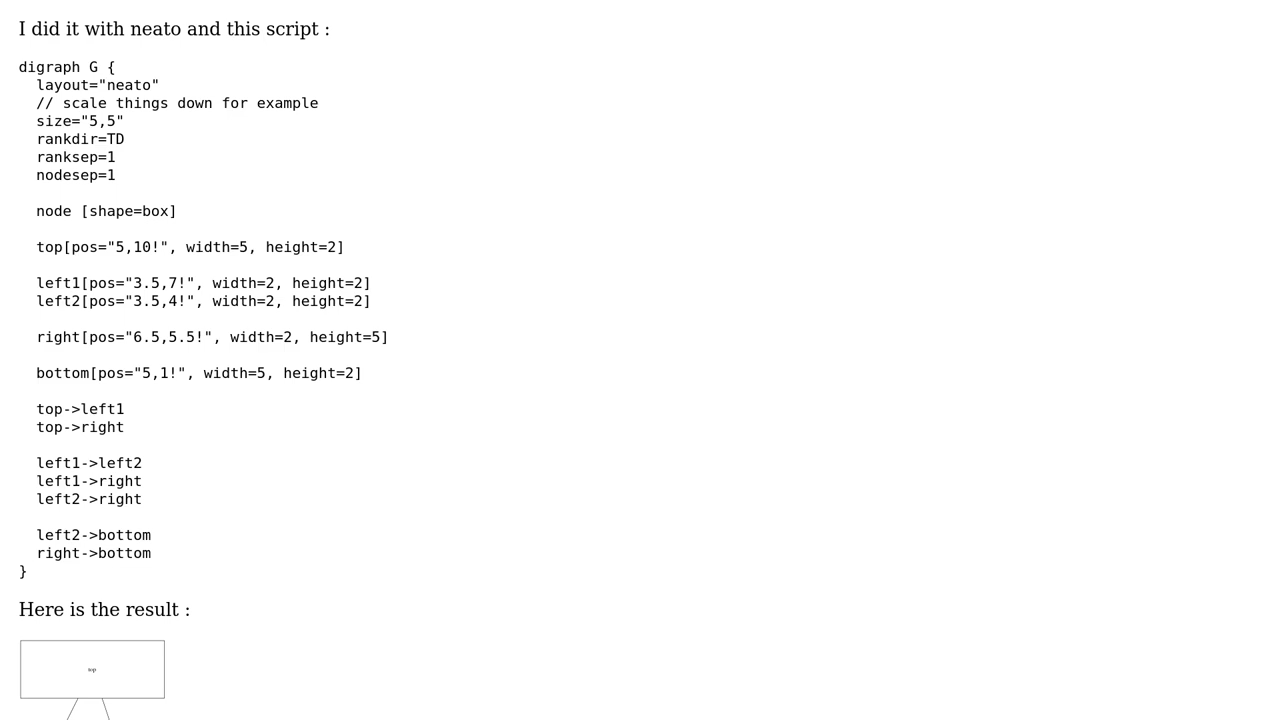 I did it with neato and this script :
digraph G {
layout="neato"
// scale things down for example
size="5,5"
rankdir=TD
ranksep=1
nodesep=1
node [shape=box]
top[pos="5,10!", width=5, height=2]
left1[pos="3.5,7!", width=2, height=2]
left2[pos="3.5,4!", width=2, height=2]
right[pos="6.5,5.5!", width=2, height=5]
bottom[pos="5,1!", width=5, height=2]
top->left1
top->right
left1->left2
left1->right
left2->right
left2->bottom
right->bottom
}
Here is the result :
top